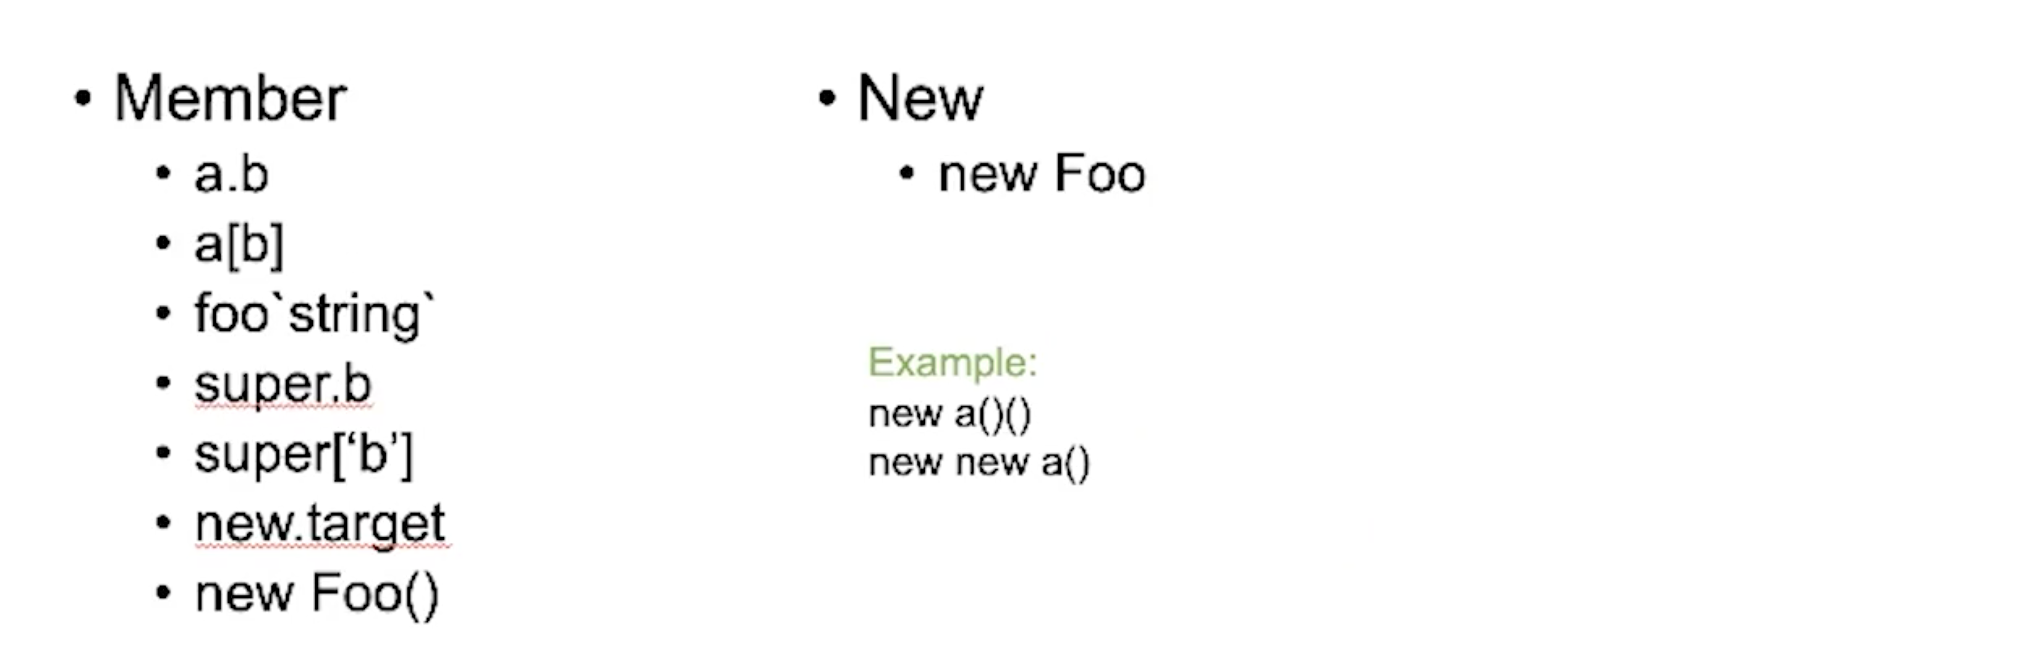 • Member
• a.b
• a[b]
• foo`string`
• super.b
• super[‘b’]
• new.target
• new Foo()
• New
• new Foo
Example:
new a()()
new new a()